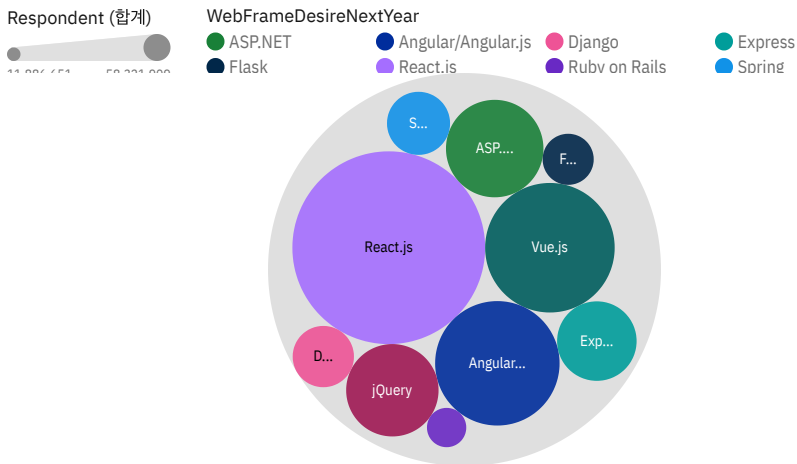 Respondent (합계)
WebFrameDesireNextYear
ASP.NET
Angular/Angular.js
Django
Express
Flask
React.js
Ruby on Rails
Spring
S...
ASP....
F...
React.js
Vue.js
Exp...
D...
Angular...
jQuery